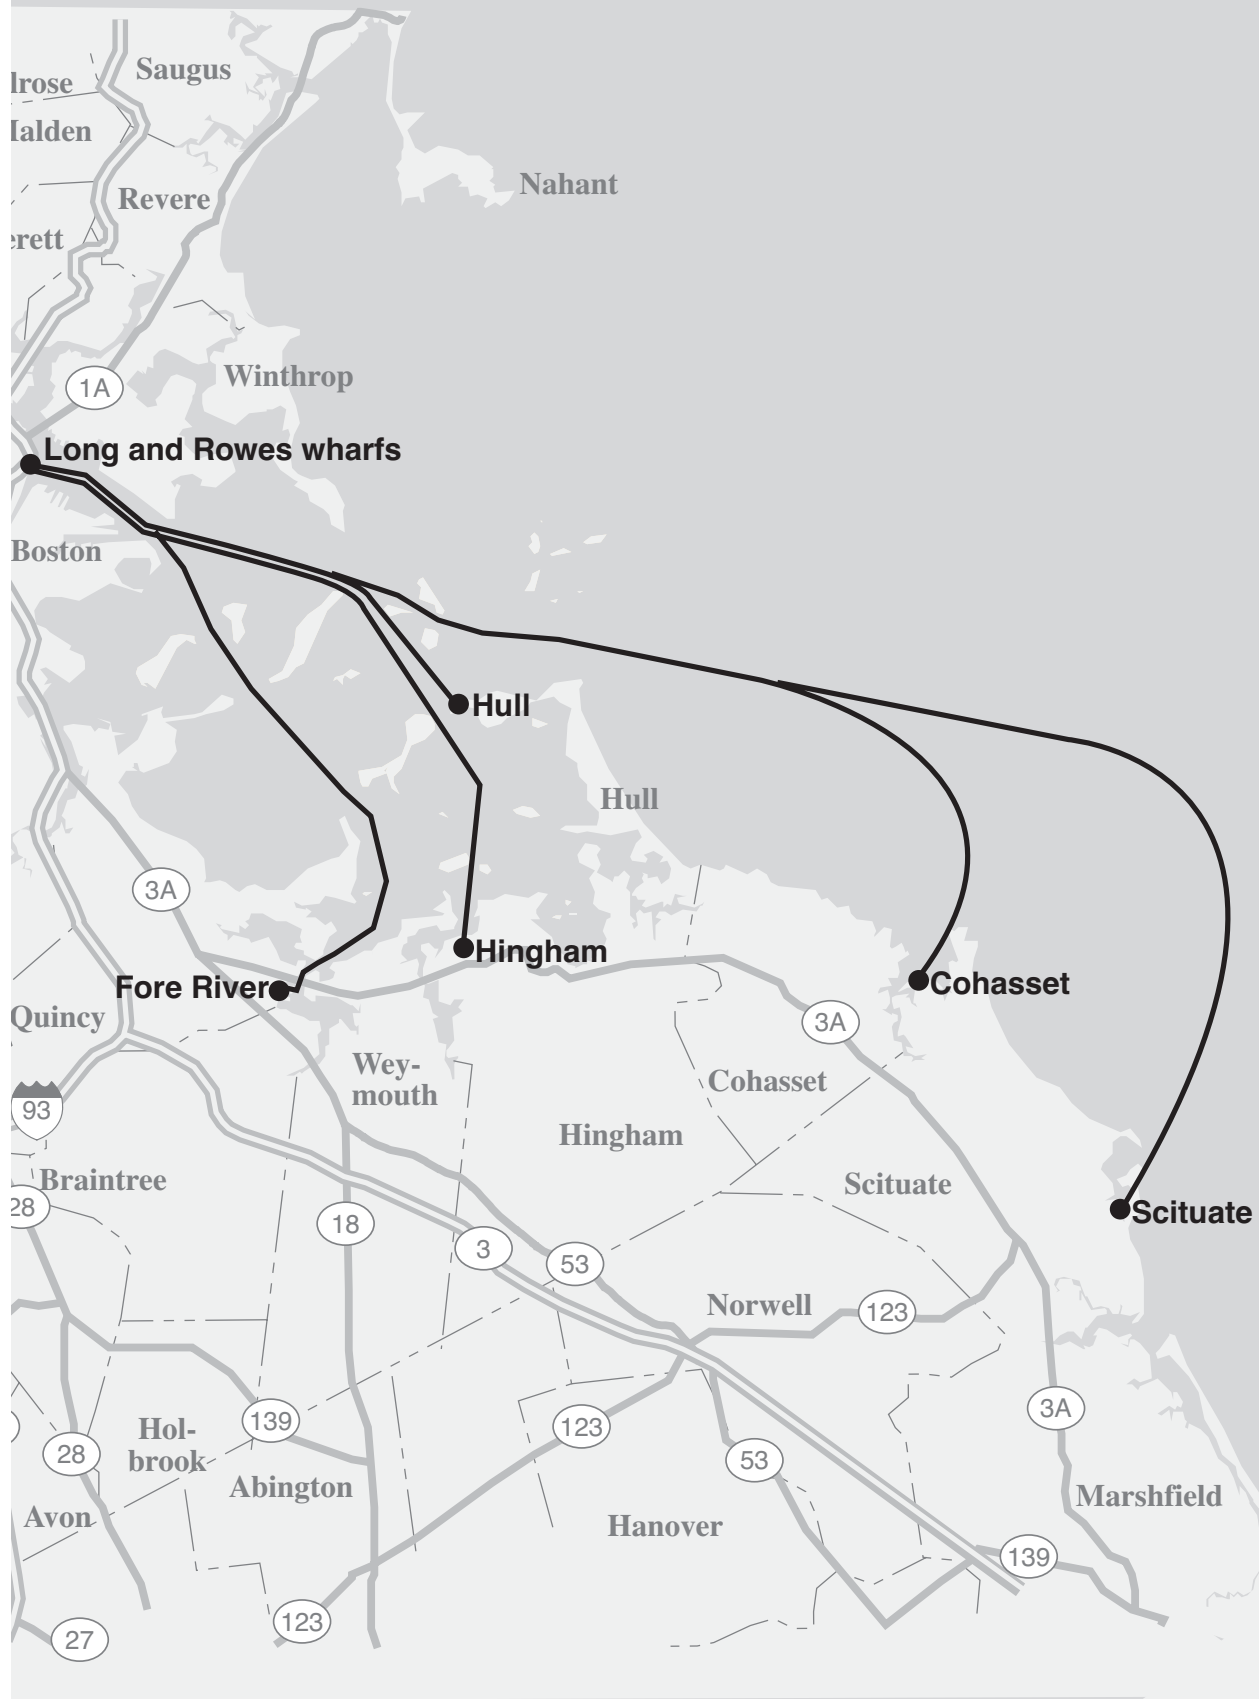 Saugus
lrose
Malden
Nahant
Revere
erett
Winthrop
1A
Long and Rowes wharfs
Boston
Hull
Hull
3A
Hingham
Fore River
Cohasset
Quincy
3A
Wey-
mouth
Cohasset
93
Hingham
Braintree
Scituate
28
Scituate
18
3
53
Norwell
123
139
3A
123
Hol-
brook
28
53
Abington
Marshfield
Avon
Hanover
139
123
27